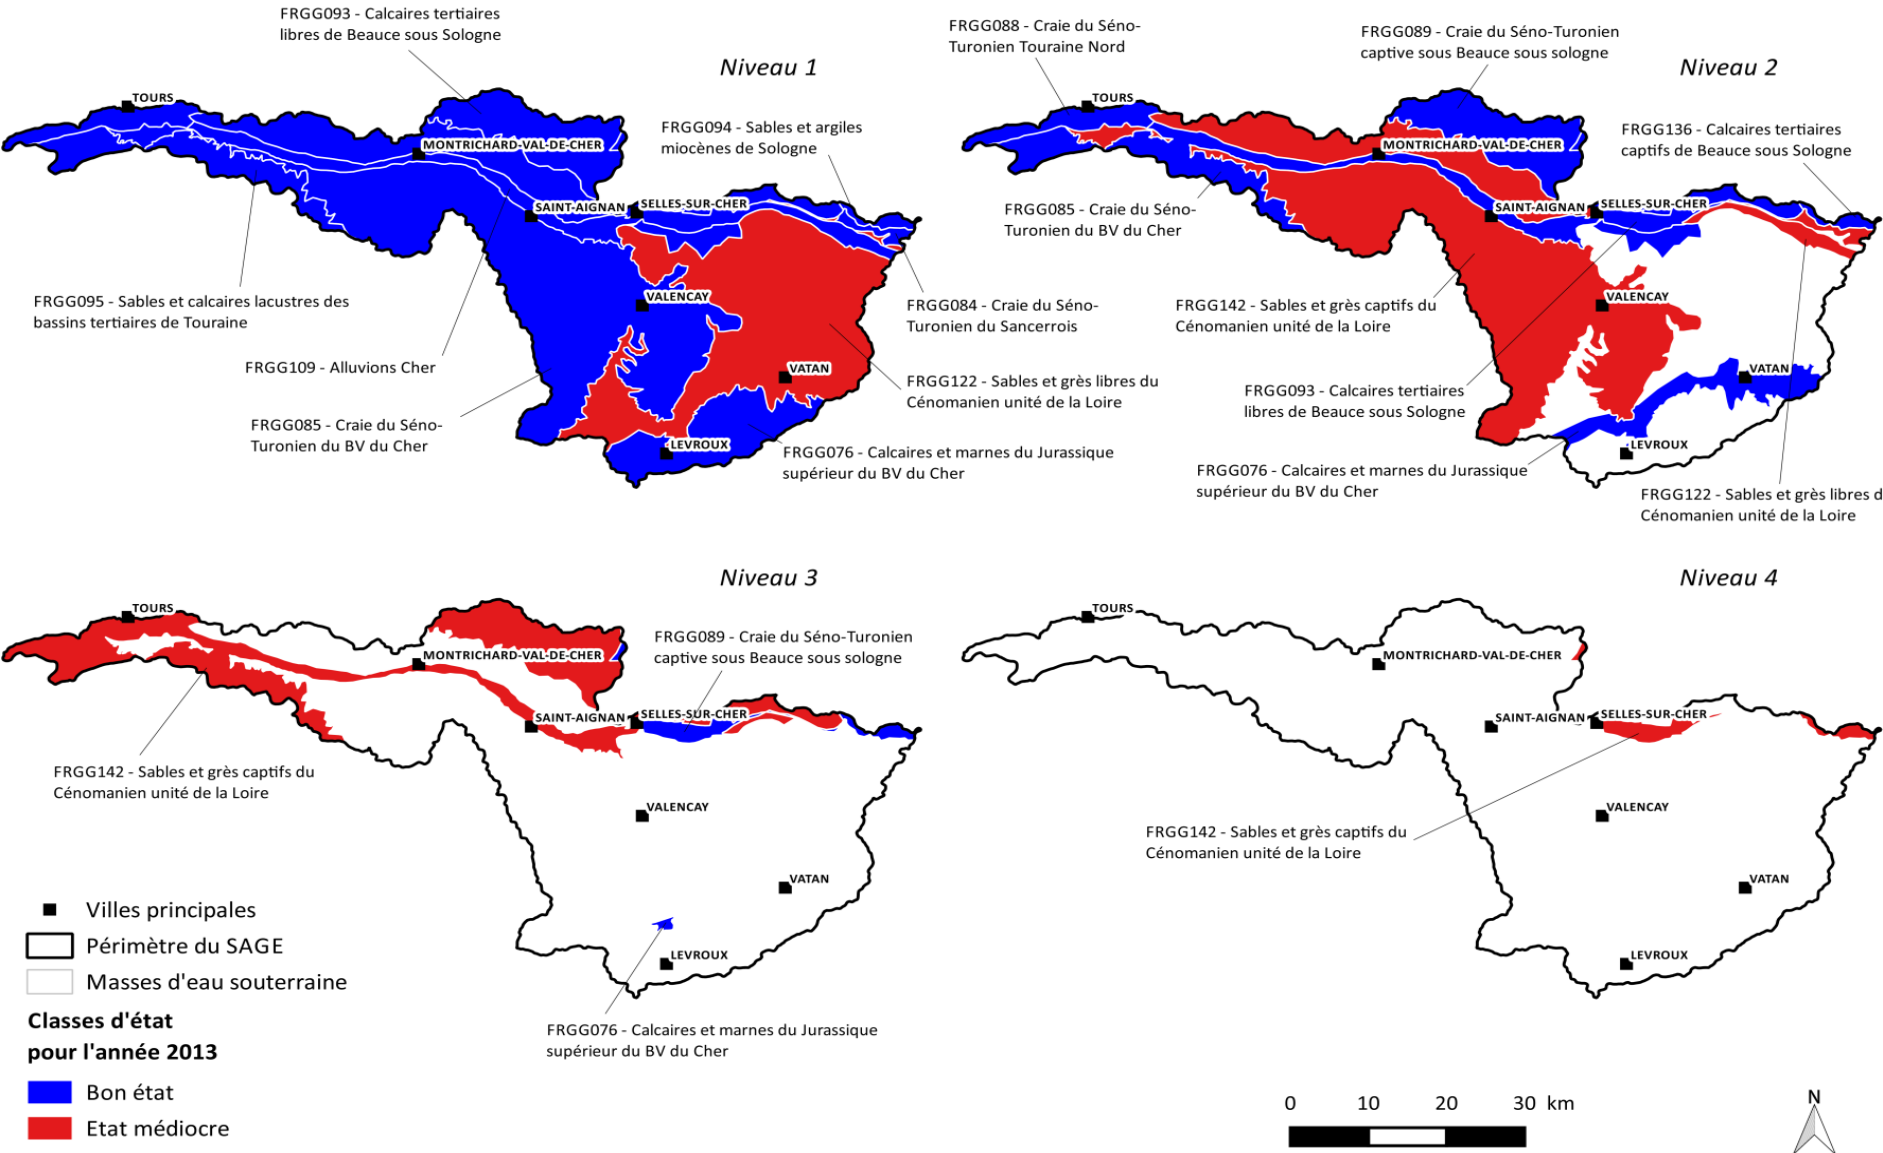 FRGG093 - Calcaires tertiaires
libres de Beauce sous Sologne
Niveau 1
TOURS
MONTRICHARD-VAL-DE-CHER
FRGG094 - Sables et argiles
miocènes de Sologne
SAINT-AIGNAN
SELLES-SUR-CHER
VALENCAY
FRGG095 - Sables et calcaires lacustres des
bassins tertiaires de Touraine
FRGG084 - Craie du Séno-
Turonien du Sancerrois
FRGG109 - Alluvions Cher
VATAN
FRGG122 - Sables et grès libres du
Cénomanien unité de la Loire
FRGG085 - Craie du Séno-
Turonien du BV du Cher
LEVROUX
FRGG076 - Calcaires et marnes du Jurassique
supérieur du BV du Cher
FRGG088 - Craie du Séno-
Turonien Touraine Nord
FRGG089 - Craie du Séno-Turonien
captive sous Beauce sous sologne
Niveau 2
TOURS
FRGG136 - Calcaires tertiaires
captifs de Beauce sous Sologne
MONTRICHARD-VAL-DE-CHER
FRGG085 - Craie du Séno-
Turonien du BV du Cher
SAINT-AIGNAN
SELLES-SUR-CHER
FRGG142 - Sables et grès captifs du
Cénomanien unité de la Loire
VALENCAY
VATAN
FRGG093 - Calcaires tertiaires
libres de Beauce sous Sologne
LEVROUX
FRGG076 - Calcaires et marnes du Jurassique
supérieur du BV du Cher
FRGG122 - Sables et grès libres d
Cénomanien unité de la Loire
Niveau 3
TOURS
FRGG089 - Craie du Séno-Turonien
captive sous Beauce sous sologne
MONTRICHARD-VAL-DE-CHER
SAINT-AIGNAN
SELLES-SUR-CHER
FRGG142 - Sables et grès captifs du
Cénomanien unité de la Loire
VALENCAY
VATAN
LEVROUX
FRGG076 - Calcaires et marnes du Jurassique
supérieur du BV du Cher
Niveau 4
TOURS
MONTRICHARD-VAL-DE-CHER
SAINT-AIGNAN
SELLES-SUR-CHER
VALENCAY
FRGG142 - Sables et grès captifs du
Cénomanien unité de la Loire
VATAN
LEVROUX
Villes principales
Périmètre du SAGE
Masses d'eau souterraine
Classes d'état
pour l'année 2013
Bon état
Etat médiocre
0 10 20 30 km
N